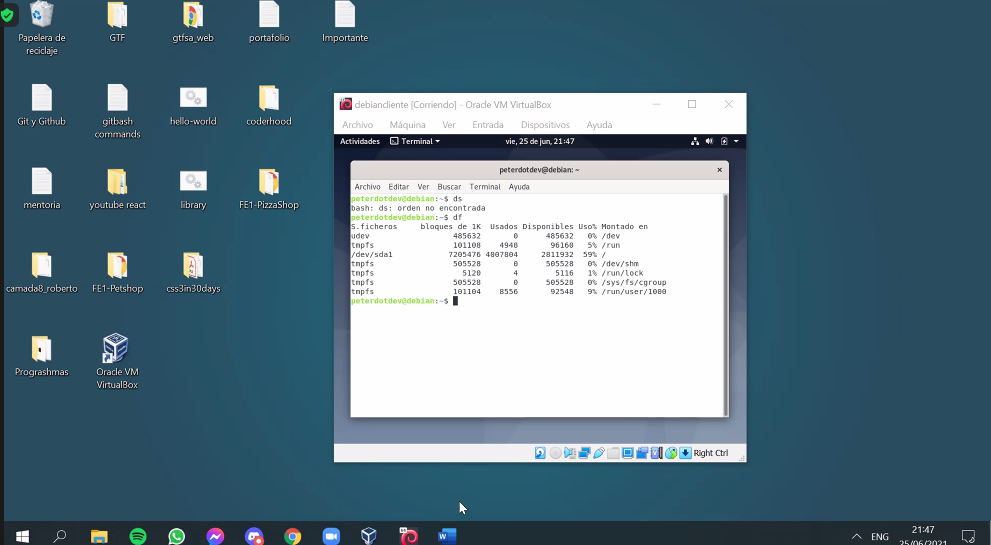 Papelera de
reciclaje
GTF
gtfsa_web
portafolio
Importante
Git y Github
gitbash
commands
hello-world
coderhood
mentoria
youtube react
library
FE1-PizzaShop
camada8_roberto
FE1-Petshop
css3in30days
Prograshmas
Oracle VM
VirtualBox
debiancliente [Corriendo] - Oracle VM VirtualBox
Archivo Máquina Ver Entrada Dispositivos Ayuda
Actividades Terminal vie, 25 de jun, 21:47
peterdotdev@debian: ~
Archivo Editar Ver Buscar Terminal Ayuda
peterdotdev@debian:~$ ds
bash: ds: orden no encontrada
peterdotdev@debian:~$ df
S.ficheros bloques de 1K Usados Disponibles Uso% Montado en
udev 485632 0 485632 0% /dev
tmpfs 101108 4948 96160 5% /run
/dev/sda1 7205476 4007804 2811932 59% /
tmpfs 505528 0 505528 0% /dev/shm
tmpfs 5120 4 5116 1% /run/lock
tmpfs 505528 0 505528 0% /sys/fs/cgroup
tmpfs 101104 8556 92548 9% /run/user/1000
peterdotdev@debian:~$
Right Ctrl
W
ENG
21:47
25/06/2021